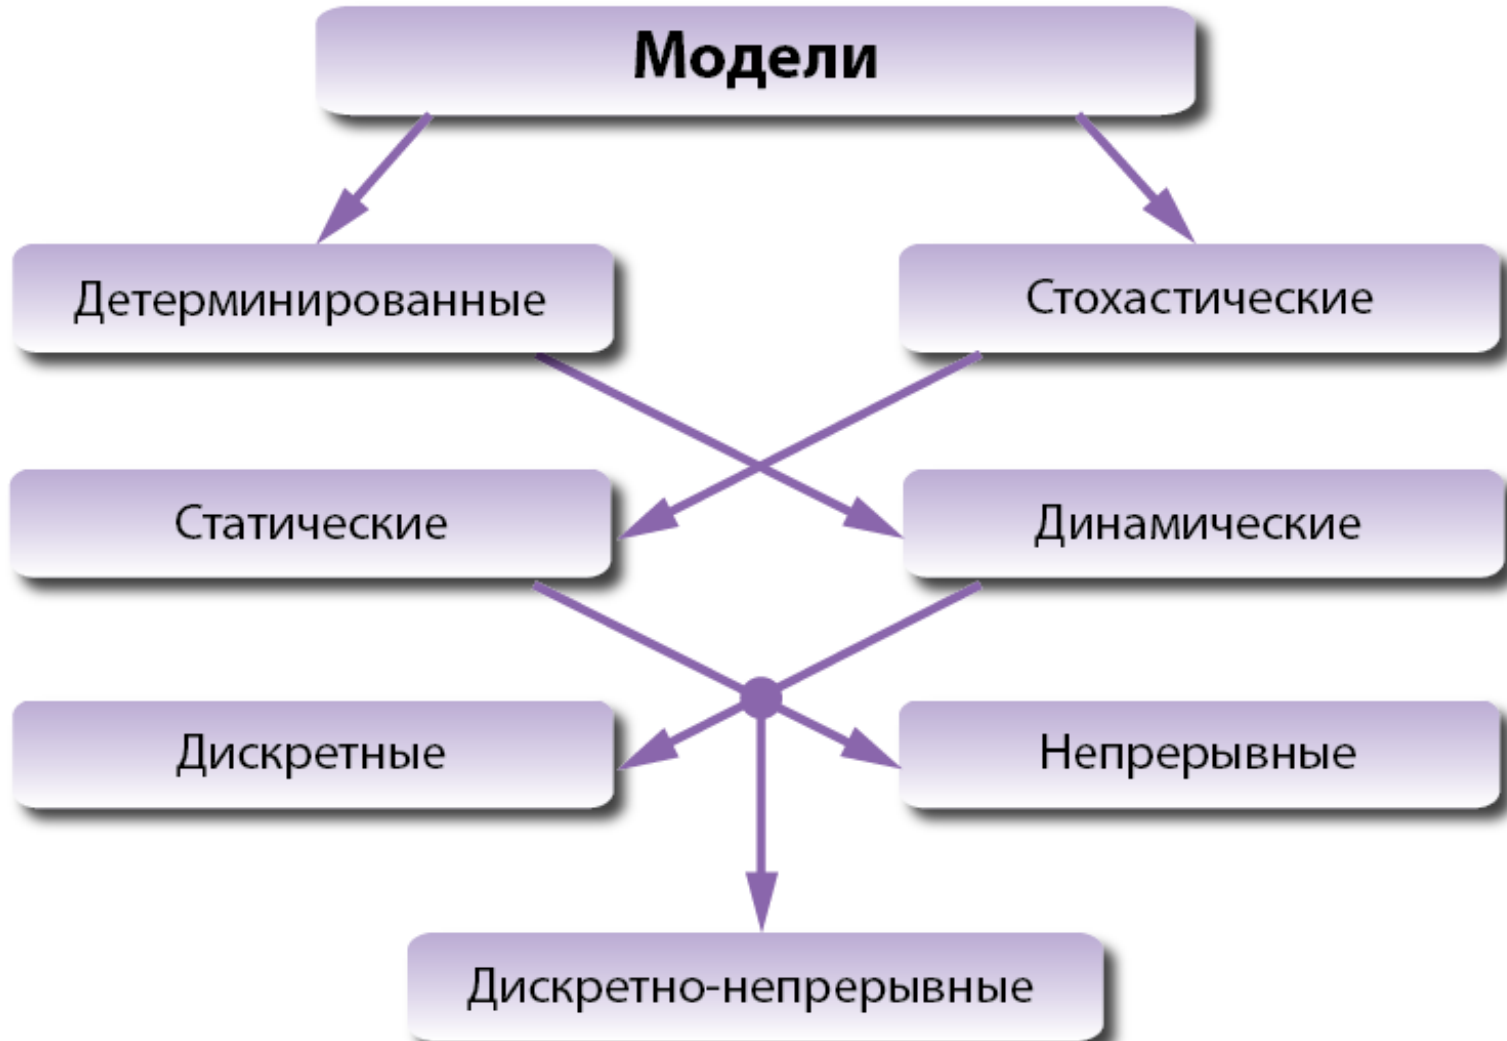 Модели
Детерминированные
Стохастические
Статические
Динамические
Дискретные
Непрерывные
Дискретно-непрерывные